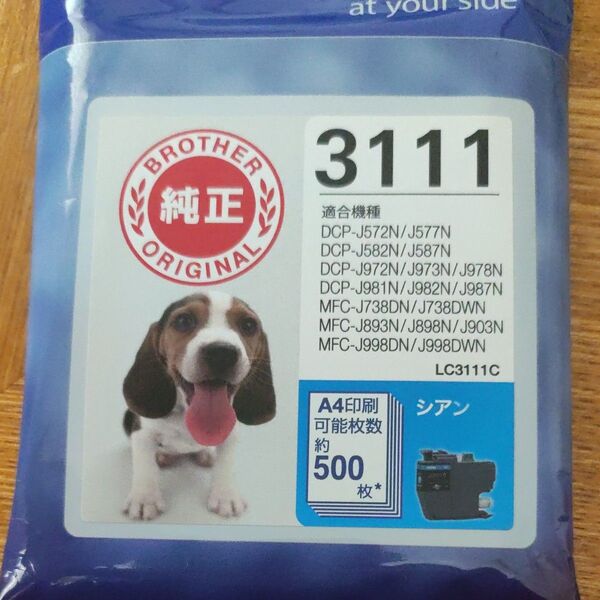 at your side
BROTHER
純正
ORIGINAL
3111
適合機種
DCP-J572N/J577N
DCP-J582N/J587N
DCP-J972N/J973N/J978N
DCP-J981N/J982N/J987N
MFC-J738DN/J738DWN
MFC-J893N/J898N/J903N
MFC-J998DN/J998DWN
LC3111C
A4印刷
可能枚数
約
500
枚*
シアン